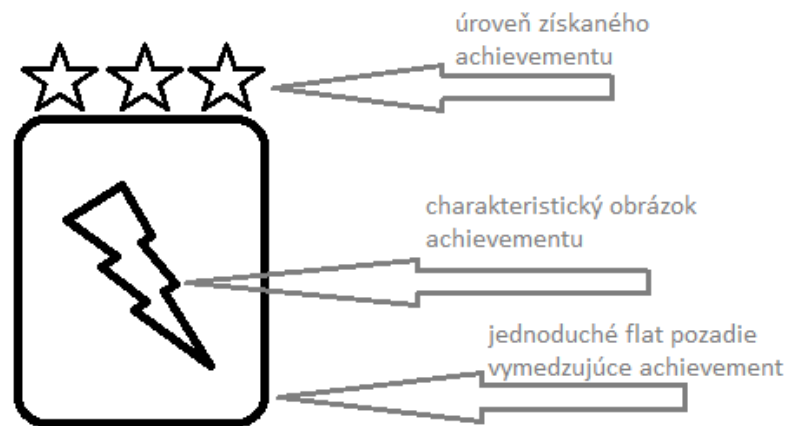 úroveň získaného
achievementu
charakteristický obrázok
achievementu
jednoduché flat pozadie
vymedzujúce achievement